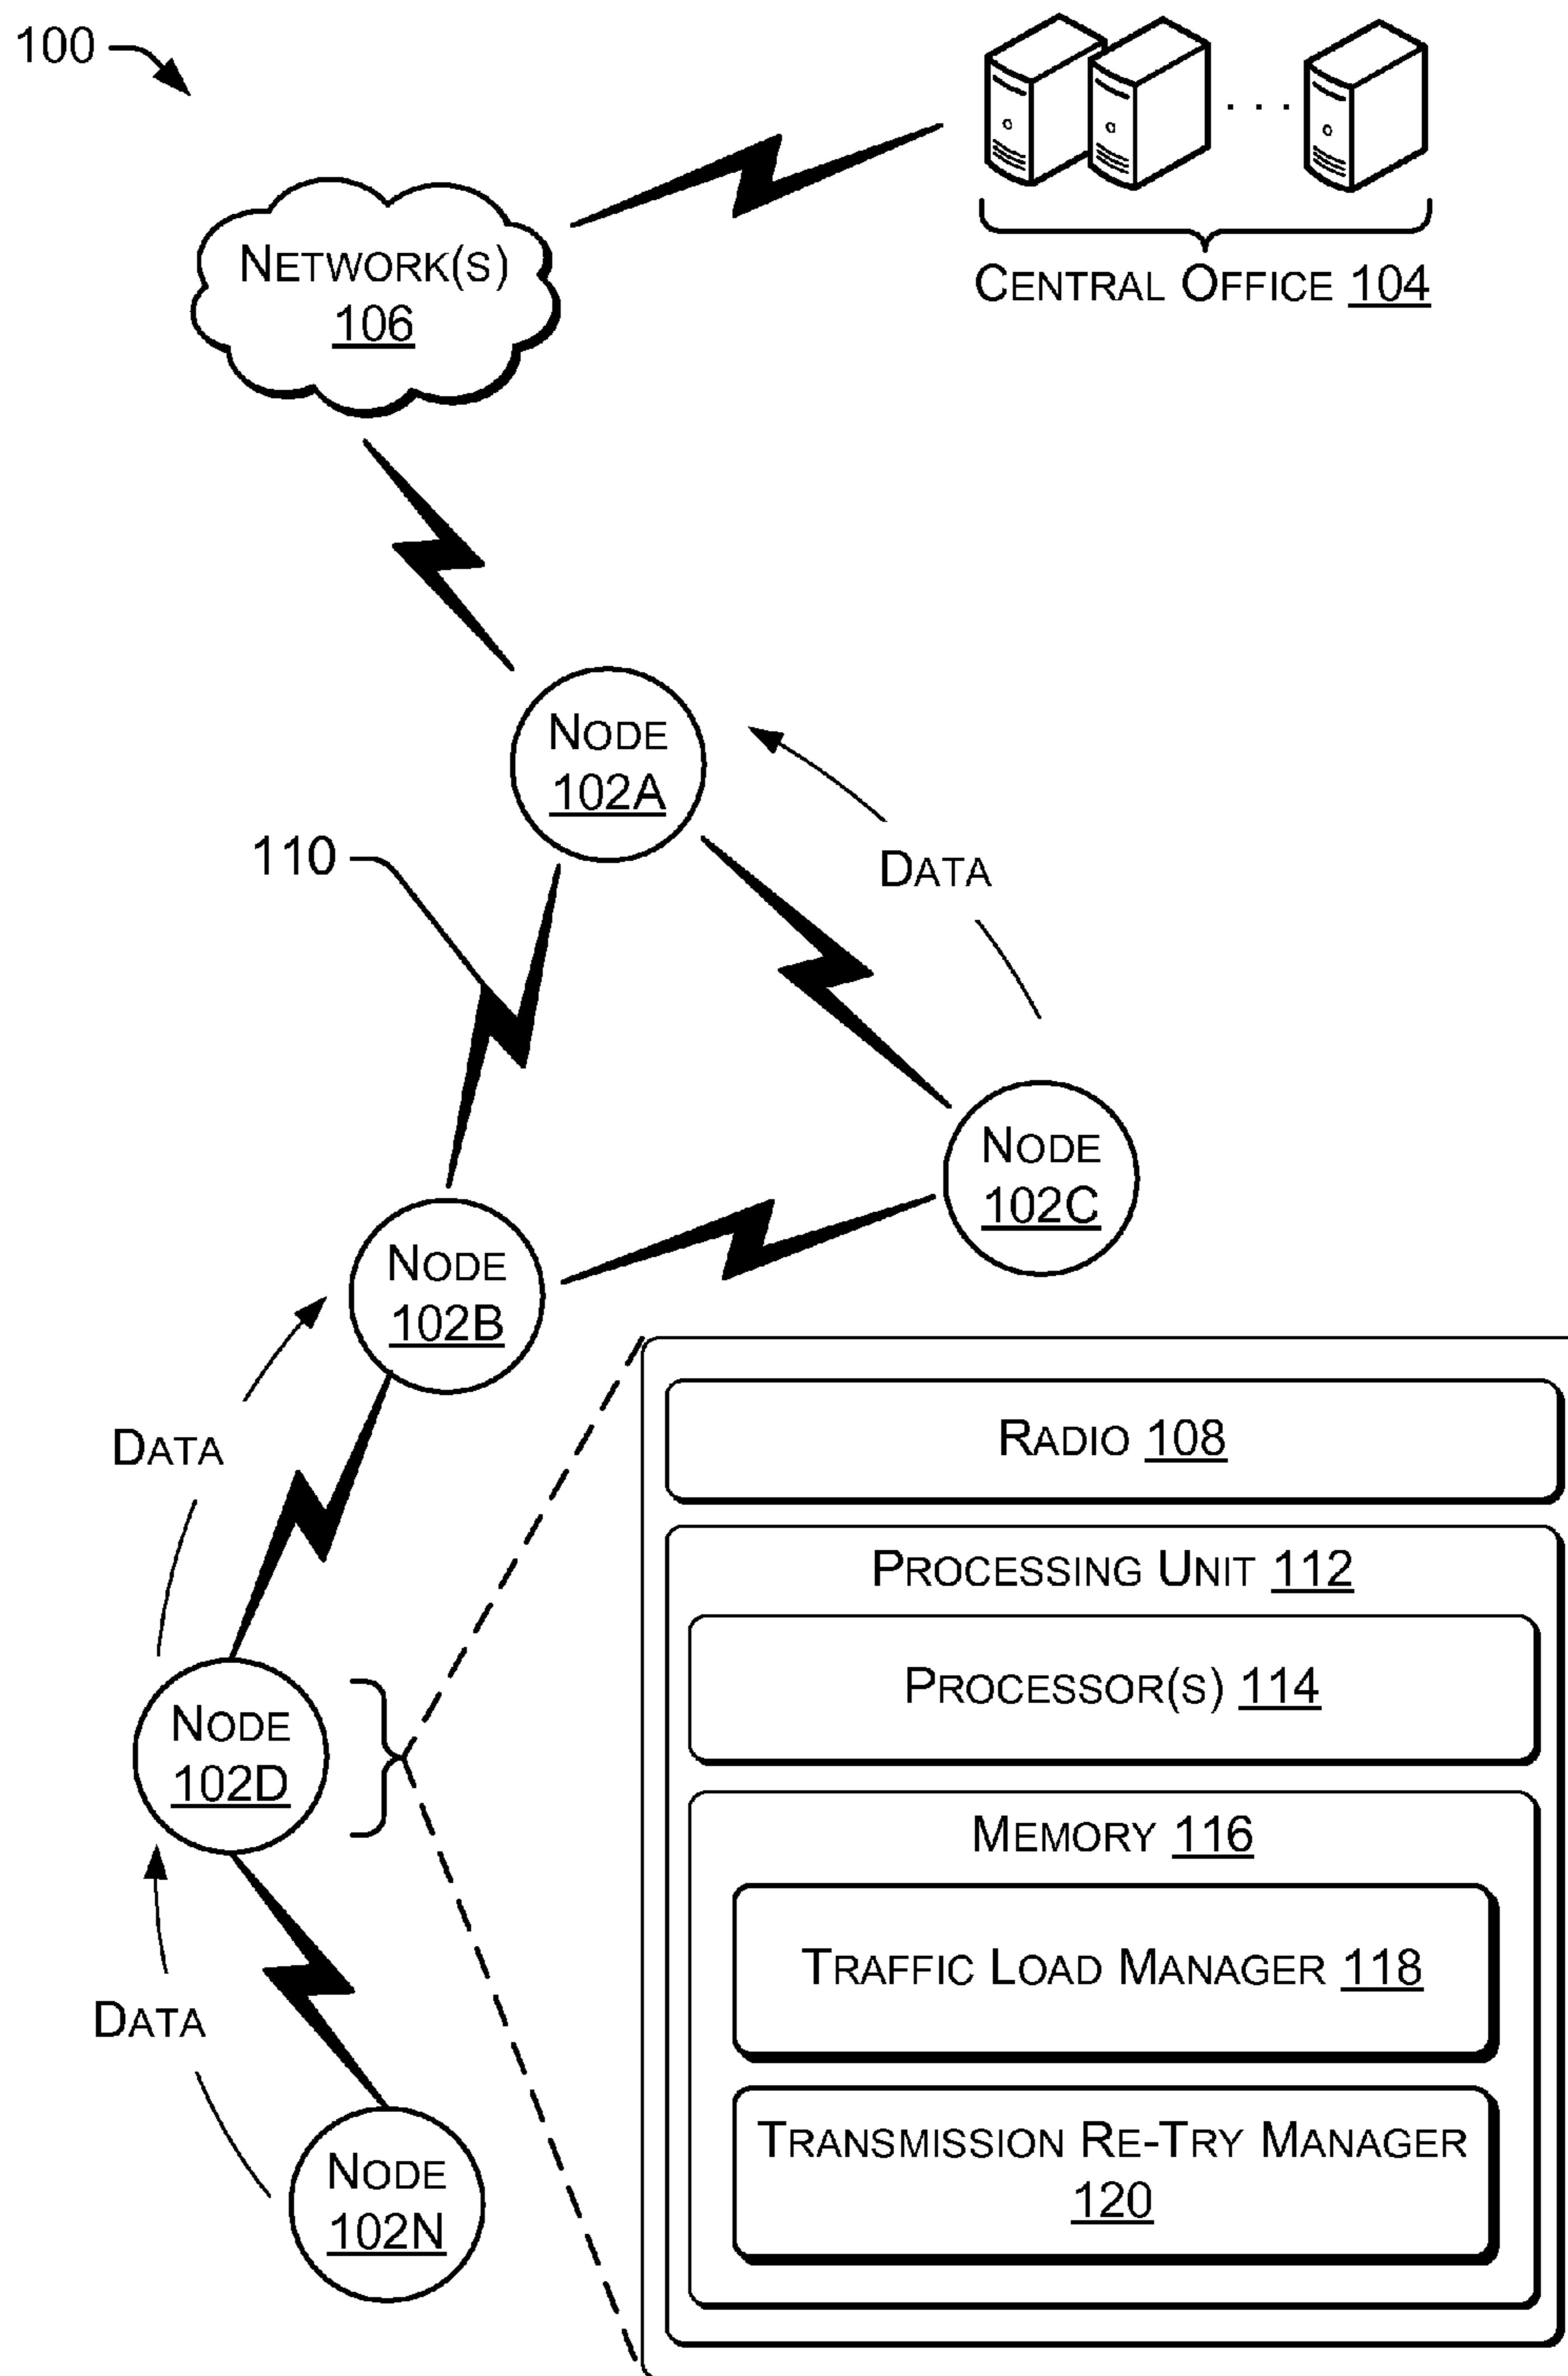 100
NETWORK(S)
106
CENTRAL OFFICE 104
NODE
102A
110
DATA
NODE
102C
NODE
102B
DATA
RADIO 108
PROCESSING UNIT 112
PROCESSOR(S) 114
NODE
102D
MEMORY 116
TRAFFIC LOAD MANAGER 118
DATA
TRANSMISSION RE-TRY MANAGER
120
NODE
102N